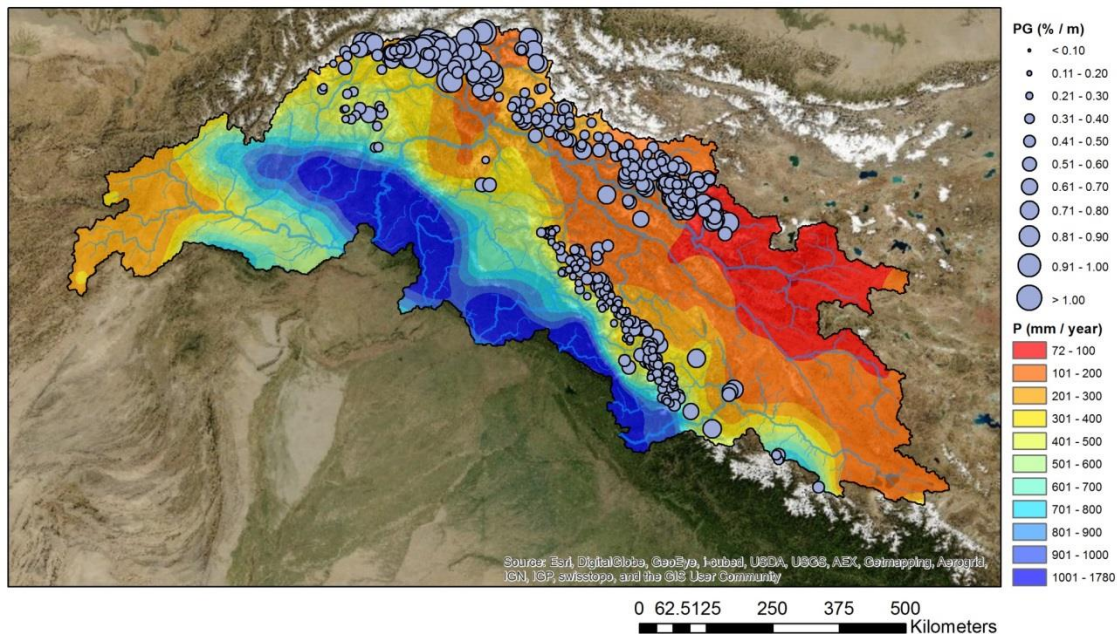 PG (% / m)
< 0.10
0.11 - 0.20
0.21 - 0.30
0.31 - 0.40
0.41 - 0.50
0.51 - 0.60
0.61 - 0.70
0.71 - 0.80
0.81 - 0.90
0.91 - 1.00
> 1.00
P (mm / year)
72 - 100
101 - 200
201 - 300
301 - 400
401 - 500
501 - 600
601 - 700
701 - 800
801 - 900
901 - 1000
1001 - 1780
Source: Esri, DigitalGlobe, GeoEye, i-cubed, USDA, USGS, AEX, Getmapping, Aerogrid,
IGN, IGP, swisstopo, and the GIS User Community
0 62.5125 250 375 500
Kilometers